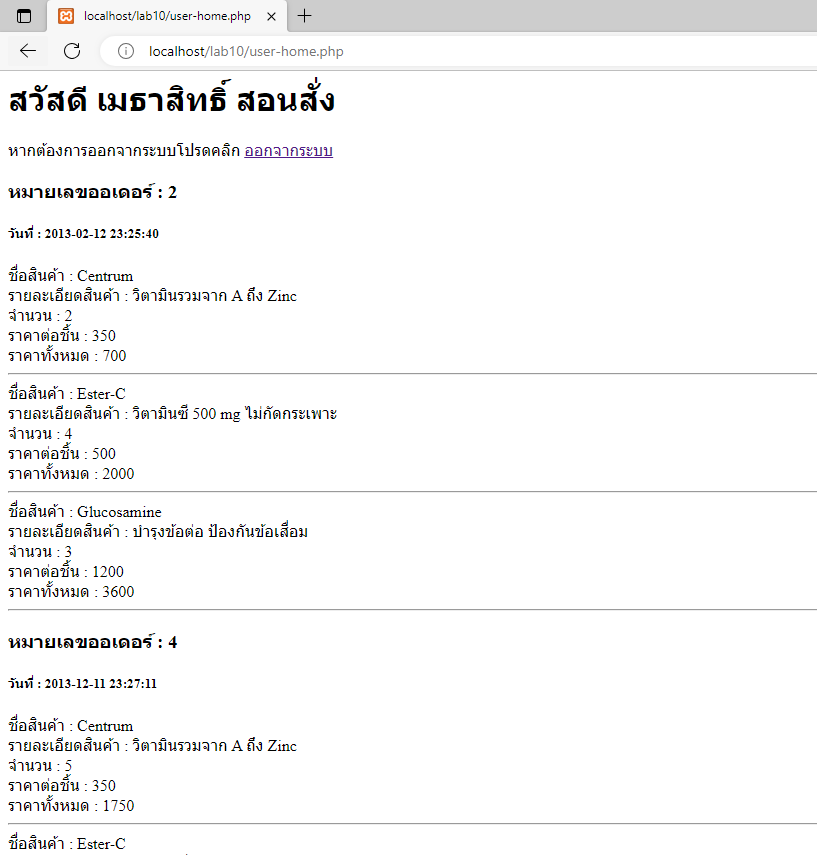 localhost/lab10/user-home.php
localhost/lab10/user-home.php
สวัสดี เมธาสิทธิ์ สอนสั่ง
หากต้องการออกจากระบบโปรดคลิก ออกจากระบบ
หมายเลขออเดอร์ : 2
วันที่ : 2013-02-12 23:25:40
ชื่อสินค้า : Centrum
รายละเอียดสินค้า : วิตามินรวมจาก A ถึง Zinc
จำนวน : 2
ราคาต่อชิ้น : 350
ราคาทั้งหมด : 700
ชื่อสินค้า : Ester-C
รายละเอียดสินค้า : วิตามินซี 500 mg ไม่กัดกระเพาะ
จำนวน : 4
ราคาต่อชิ้น : 500
ราคาทั้งหมด : 2000
ชื่อสินค้า : Glucosamine
รายละเอียดสินค้า : บำรุงข้อต่อ ป้องกันข้อเสื่อม
จำนวน : 3
ราคาต่อชิ้น : 1200
ราคาทั้งหมด : 3600
หมายเลขออเดอร์ : 4
วันที่ : 2013-12-11 23:27:11
ชื่อสินค้า : Centrum
รายละเอียดสินค้า : วิตามินรวมจาก A ถึง Zinc
จำนวน : 5
ราคาต่อชิ้น : 350
ราคาทั้งหมด : 1750
ชื่อสินค้า : Ester-C